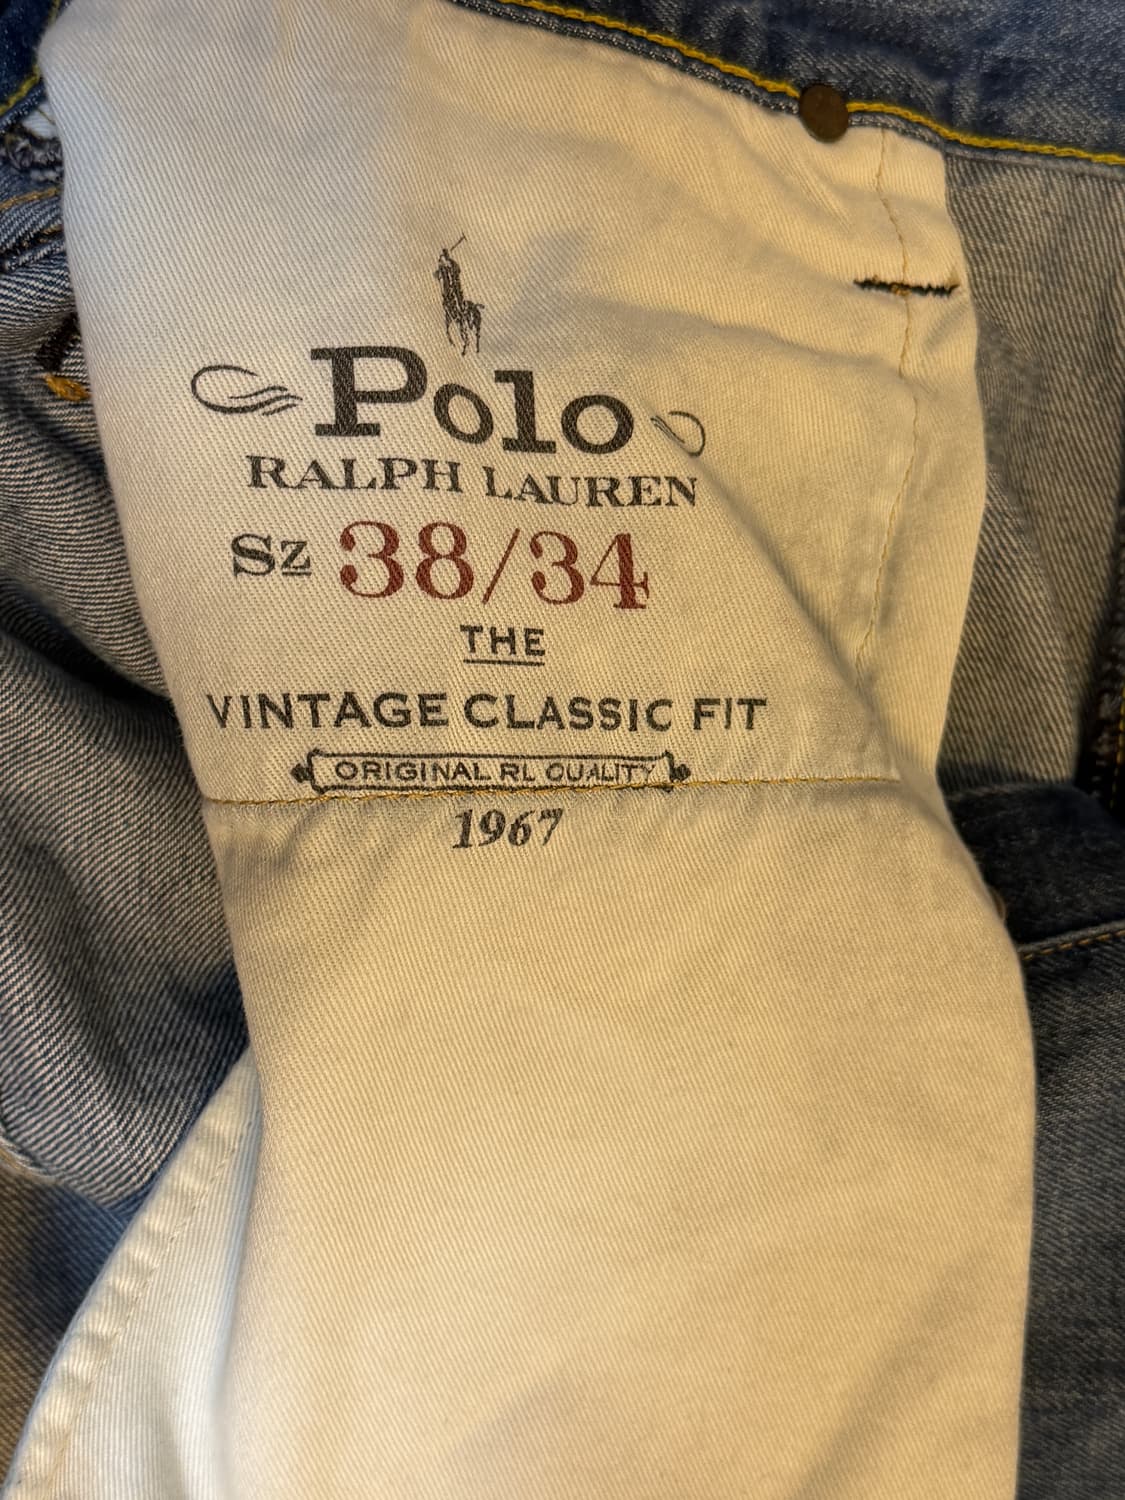 Polo
RALPH LAUREN
Sz 38/34
THE
VINTAGE CLASSIC FIT
ORIGINAL RL QUALITY
1967